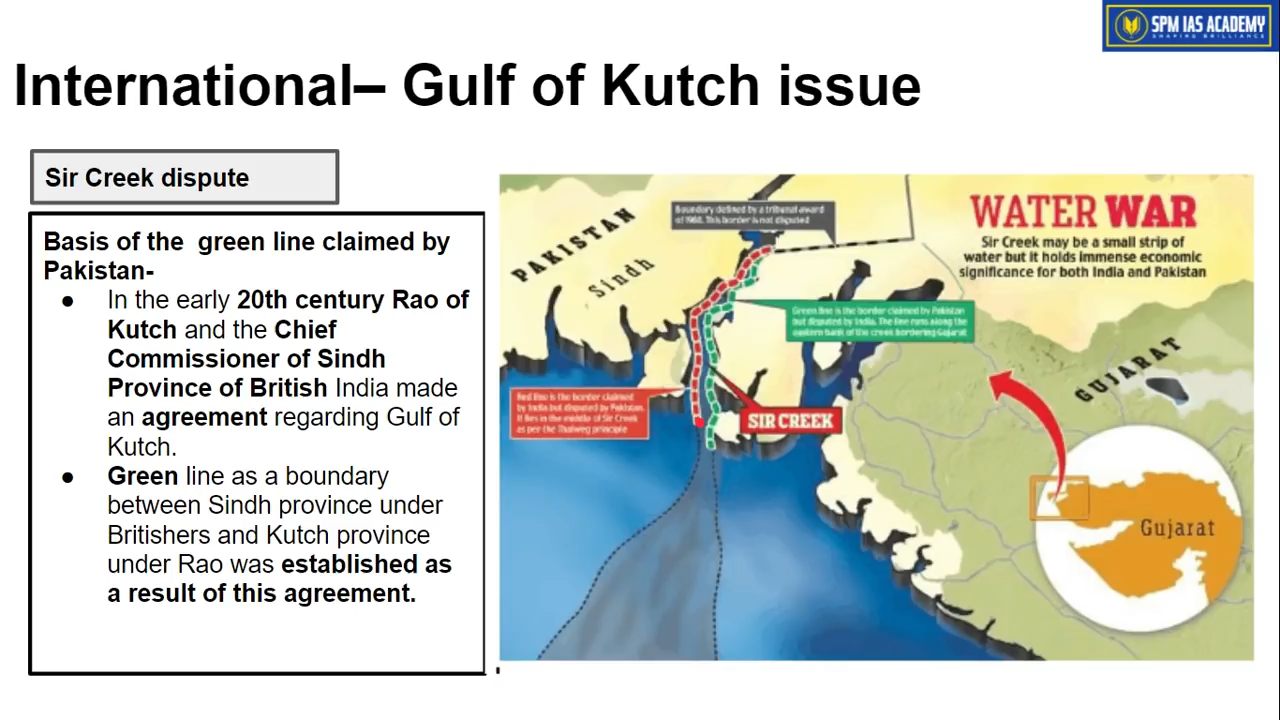 SPM IAS ACADEMY
SHAPING BRILLIANCE
International– Gulf of Kutch issue
Sir Creek dispute
Basis of the green line claimed by
Pakistan-
● In the early 20th century Rao of
Kutch and the Chief
Commissioner of Sindh
Province of British India made
an agreement regarding Gulf of
Kutch.
● Green line as a boundary
between Sindh province under
Britishers and Kutch province
under Rao was established as
a result of this agreement.
PAKISTAN
Sindh
Boundary defined by a tribunal award
of 1968. This border is not disputed
WATER WAR
Sir Creek may be a small strip of
water but it holds immense economic
significance for both India and Pakistan
Green line is the border claimed by Pakistan
but disputed by India. The line runs along the
eastern bank of the creek bordering Gujarat
GUJARAT
Red line is the border claimed
by India but disputed by Pakistan.
It lies in the middle of Sir Creek
as per the Thalweg principle
SIR CREEK
Gujarat